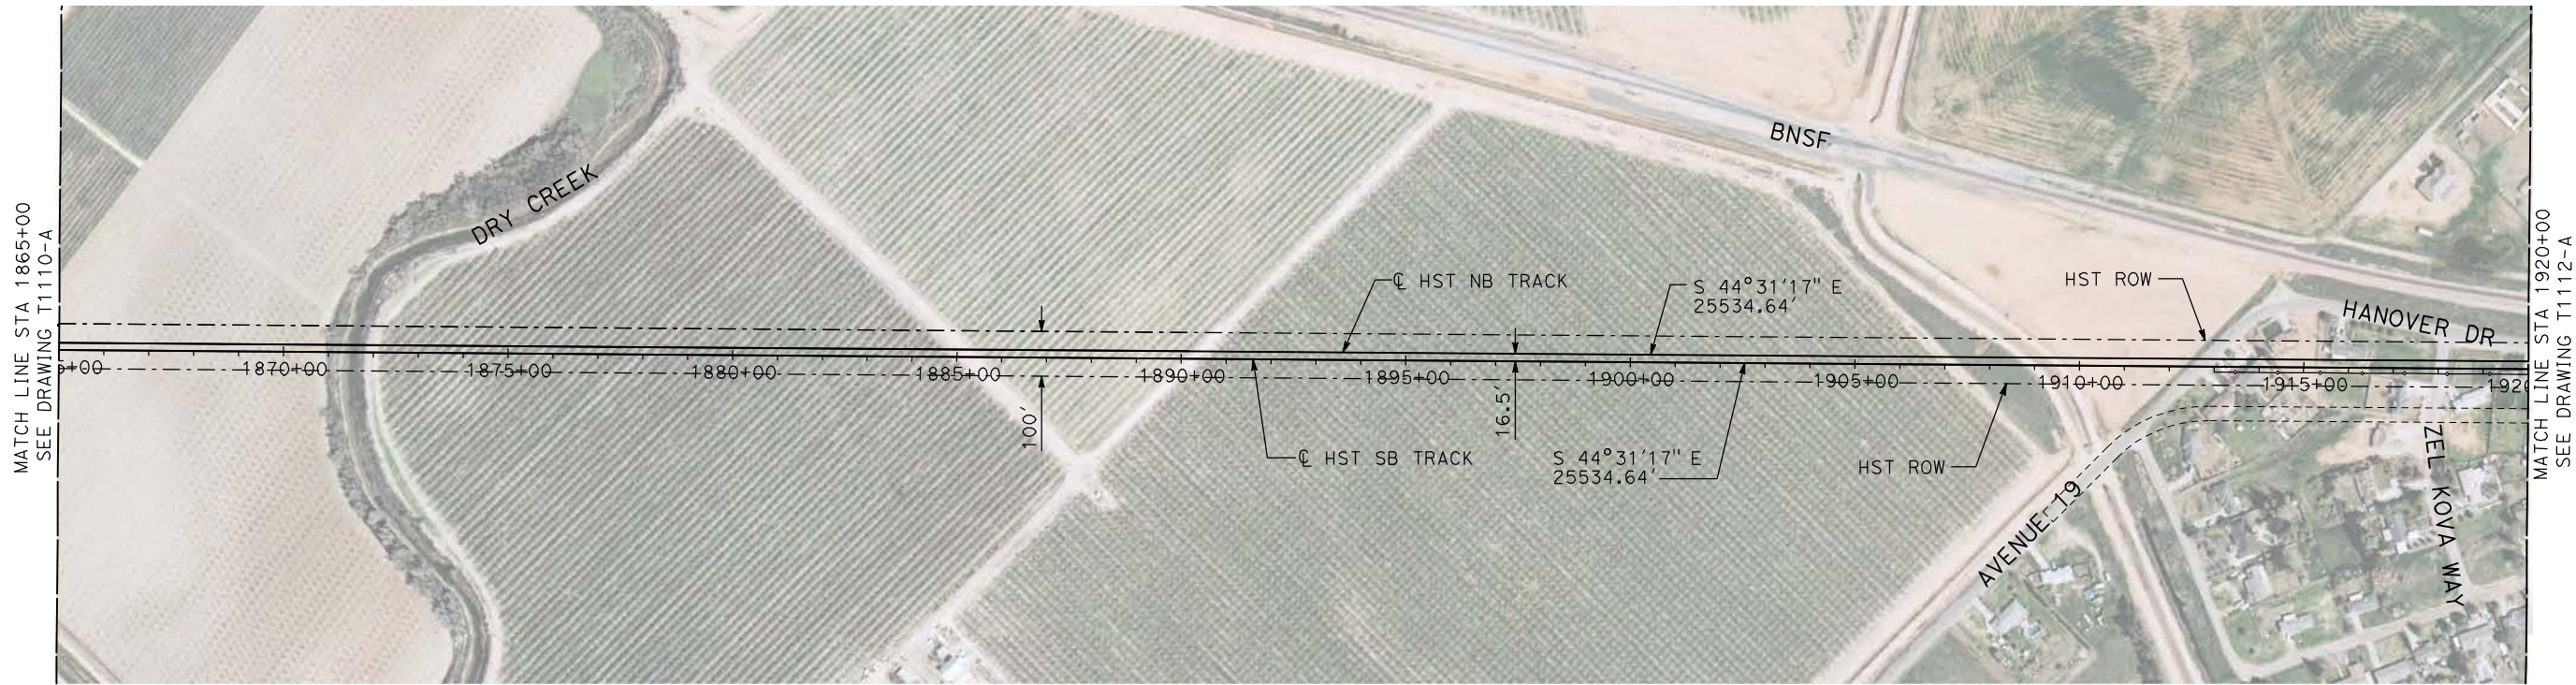 MATCH LINE STA 1865+00
SEE DRAWING T1110-A
DRY CREEK
BNSF
℄ HST NB TRACK
S 44°31'17" E
25534.64'
HST ROW
HANOVER DR
5+00
1870+00
1875+00
1880+00
1885+00
1890+00
1895+00
1900+00
1905+00
1910+00
1915+00
1920
100'
16.5'
℄ HST SB TRACK
S 44°31'17" E
25534.64'
HST ROW
AVENUE 19
ZEL KOVA WAY
MATCH LINE STA 1920+00
SEE DRAWING T1112-A